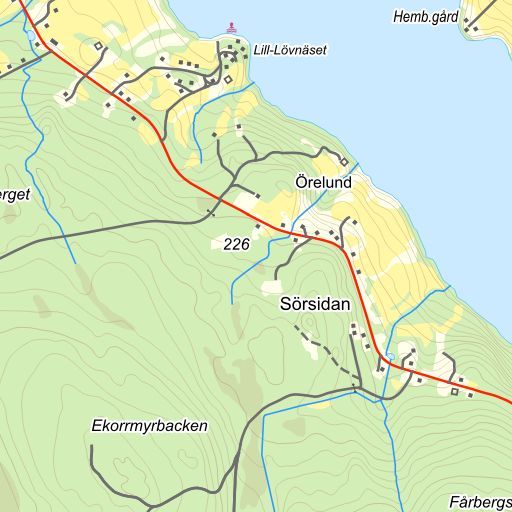 Hemb.gård
Lill-Lövnäset
Örelund
erget
226
Sörsidan
Ekorrmyrbacken
Fårbergs